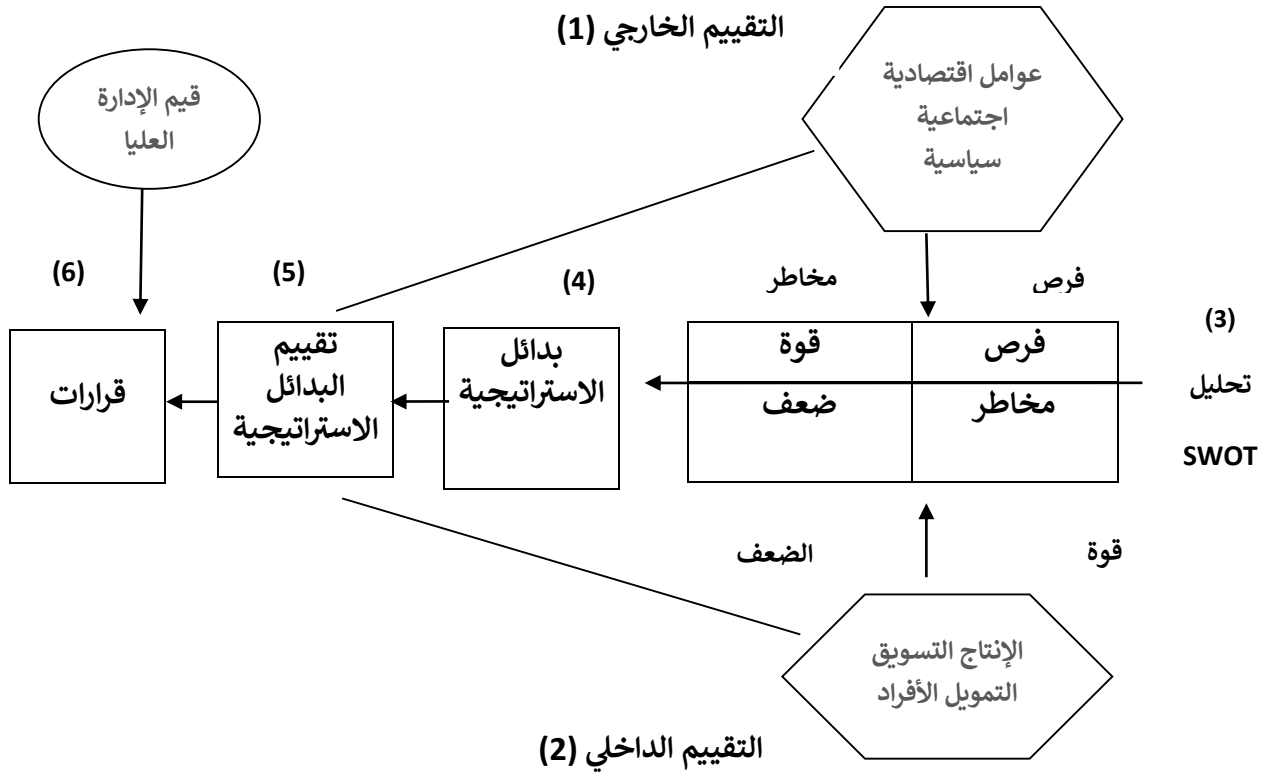 التقييم الخارجي (1)
عوامل اقتصادية
اجتماعية
سياسية
قيم الإدارة
العليا
فرص
مخاطر
(3)
تحليل
SWOT
فرص
قوة
مخاطر
ضعف
(4)
بدائل
الاستراتيجية
(5)
تقييم
البدائل
الاستراتيجية
(6)
قرارات
قوة
الضعف
الإنتاج التسويق
التمويل الأفراد
التقييم الداخلي (2)